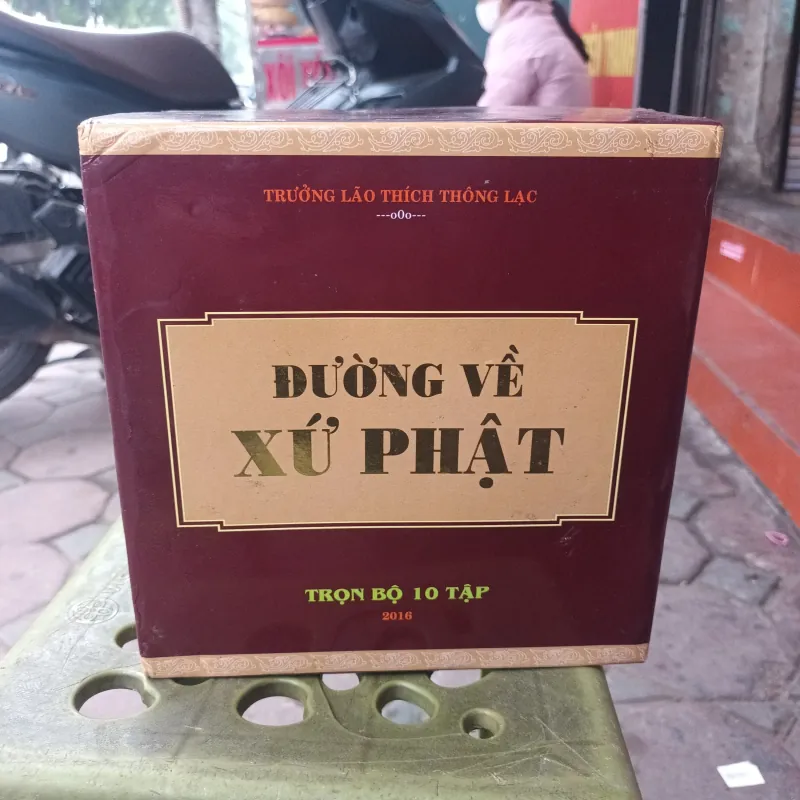 TRƯỞNG LÃO THÍCH THÔNG LẠC
---o0o---
ĐƯỜNG VỀ
XỨ PHẬT
TRỌN BỘ 10 TẬP
2016